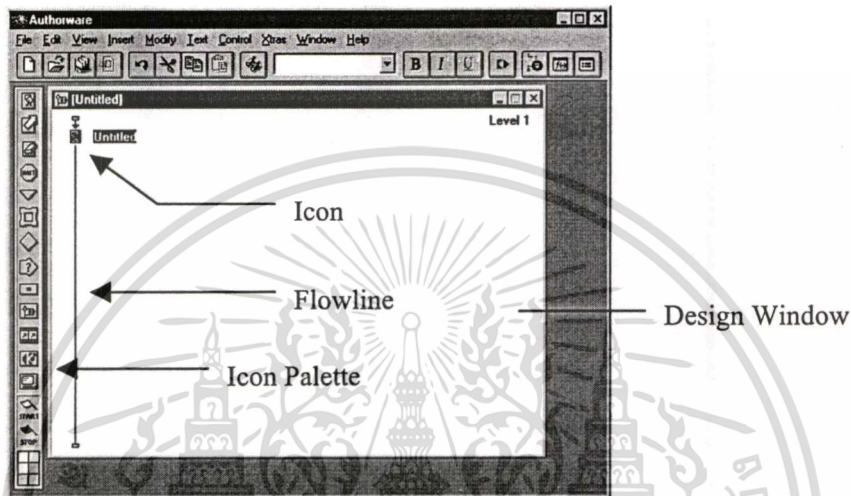 Authorware
File Edit View Insert Modify Text Control Xtras Window Help
B I U
[Untitled]
Level 1
Untitled
Icon
Flowline
Design Window
Icon Palette
WAIT
START
STOP